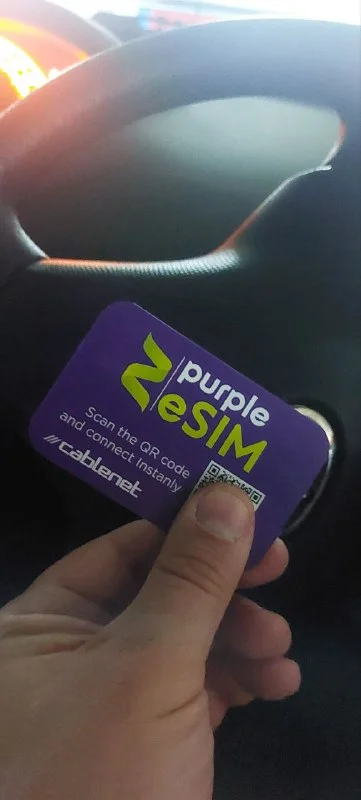 purple
eSIM
Scan the QR code
and connect Instanly
cablenet